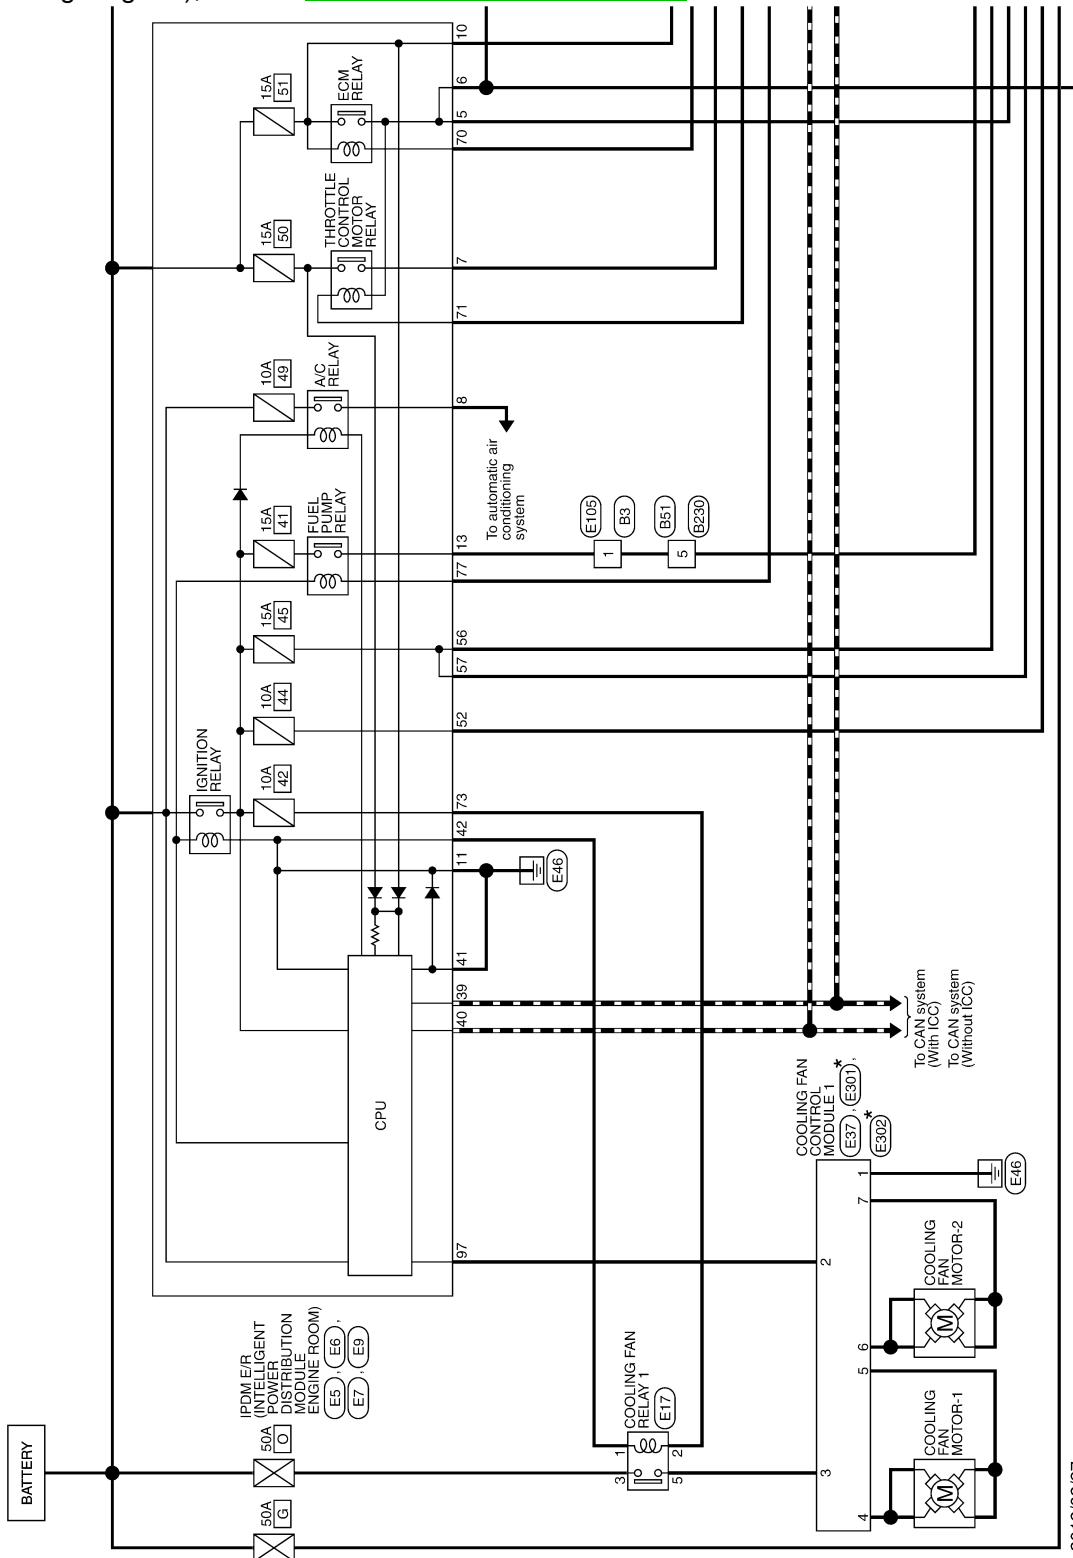 BATTERY
50A
G
50A
O
IPDM E/R
(INTELLIGENT
POWER
DISTRIBUTION
MODULE
ENGINE ROOM)
E5 , E6 ,
E7 , E9
CPU
IGNITION
RELAY
10A
42
10A
44
15A
45
15A
41
FUEL
PUMP
RELAY
10A
49
A/C
RELAY
15A
50
THROTTLE
CONTROL
MOTOR
RELAY
15A
51
ECM
RELAY
97
40
39
41
11
42
73
52
57
56
77
13
8
71
7
70
5
6
10
E46
To automatic air
conditioning
system
1
E105
B3
5
B51
B230
COOLING FAN
RELAY 1
E17
3
1
5
2
COOLING FAN
CONTROL
MODULE 1 *
E37 , E301 ,
*
E302
3
2
4
5
6
7
1
COOLING
FAN
MOTOR-1
M
COOLING
FAN
MOTOR-2
M
E46
To CAN system
(With ICC)
To CAN system
(Without ICC)